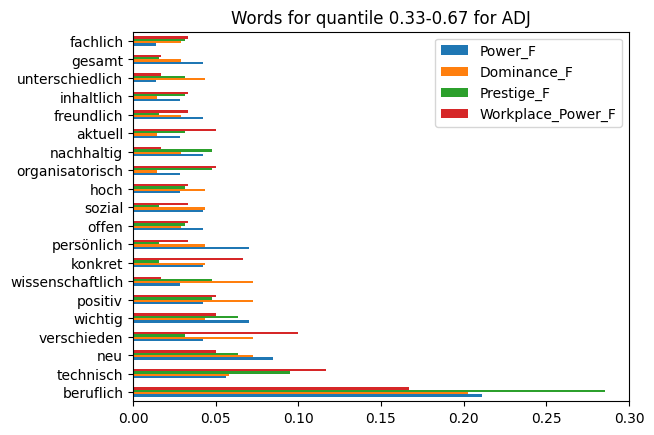 Words for quantile 0.33-0.67 for ADJ
fachlich
gesamt
unterschiedlich
inhaltlich
freundlich
aktuell
nachhaltig
organisatorisch
hoch
sozial
offen
persönlich
konkret
wissenschaftlich
positiv
wichtig
verschieden
neu
technisch
beruflich
Power_F
Dominance_F
Prestige_F
Workplace_Power_F
0.00 0.05 0.10 0.15 0.20 0.25 0.30